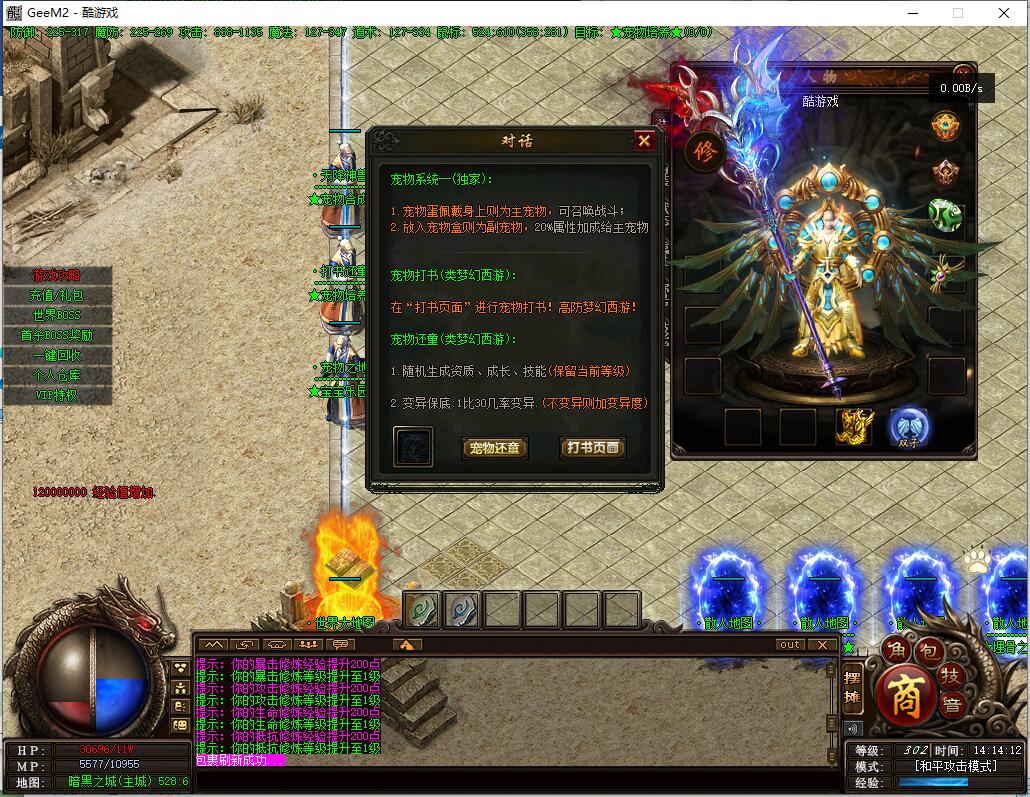 GeeM2 - 酷游戏
防御: 225-317 魔防: 225-269 攻击: 636-1135 魔法: 127-347 道术: 127-334 鼠标: 524:610(358:281) 目标: ★宠物培养★(0/0)
人物
0.00B/s
酷游戏
修
对话
宠物系统一(独家):
1.宠物蛋佩戴身上则为主宠物，可召唤战斗;
2.放入宠物盒则为副宠物，20%属性加成给主宠物
宠物打书(类梦幻西游):
在“打书页面”进行宠物打书! 高防梦幻西游!
宠物还童(类梦幻西游):
1.随机生成资质、成长、技能(保留当前等级)
2.变异保底:1比30几率变异.(不变异则加变异度)
宠物还童
打书页面
双子
·天降神兽
★宠物合成
·打书还童
★宠物培养
·宠物之地
★宝宝乐园
游戏攻略
充值/礼包
世界BOSS
首杀BOSS奖励
一键回收
个人仓库
VIP特权
120000000 经验值增加.
·世界大地图
·散人地图·
·散人地图·
·散人地图·
·散人地
埋骨之
out
提示: 你的暴击修炼经验提升200点
提示: 你的暴击修炼等级提升至1级
提示: 你的攻击修炼经验提升200点
提示: 你的攻击修炼等级提升至1级
提示: 你的生命修炼经验提升200点
提示: 你的生命修炼等级提升至1级
提示: 你的抵抗修炼经验提升200点
提示: 你的抵抗修炼等级提升至1级
包裹刷新成功
摆摊
角
包
技
音
商
HP: 30696/11W
MP: 5577/10955
地图: 暗黑之城(主城) 528:6
等级: 302 时间: 14:14:12
模式: [和平攻击模式]
经验: